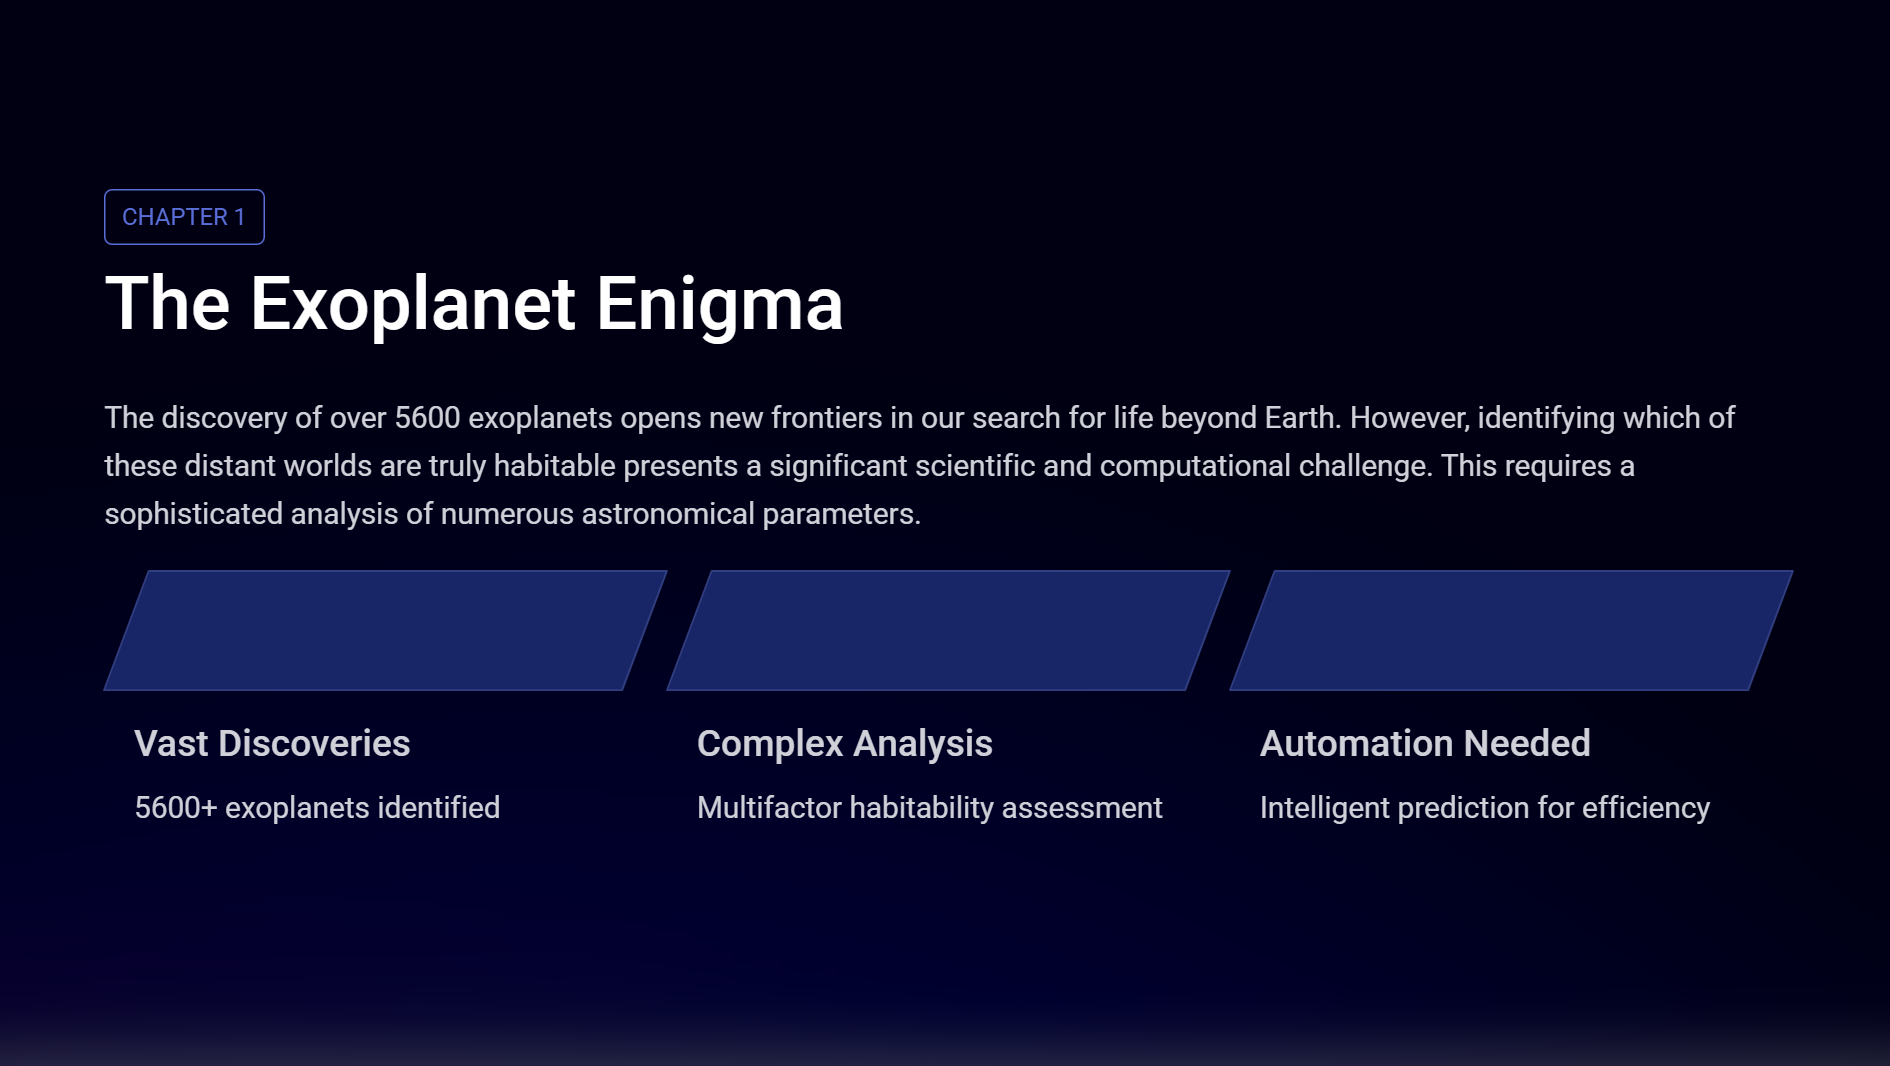 CHAPTER 1
The Exoplanet Enigma
The discovery of over 5600 exoplanets opens new frontiers in our search for life beyond Earth. However, identifying which of
these distant worlds are truly habitable presents a significant scientific and computational challenge. This requires a
sophisticated analysis of numerous astronomical parameters.
Vast Discoveries
5600+ exoplanets identified
Complex Analysis
Multifactor habitability assessment
Automation Needed
Intelligent prediction for efficiency